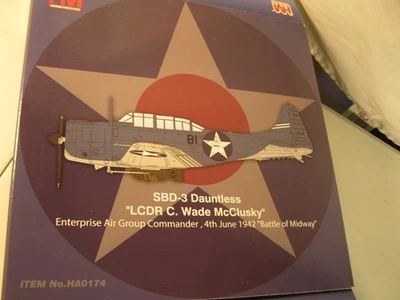 HM
SBD-3 Dauntless
"LCDR C. Wade McClusky"
Enterprise Air Group Commander , 4th June 1942 "Battle of Midway"
ITEM No.HA0174
B1